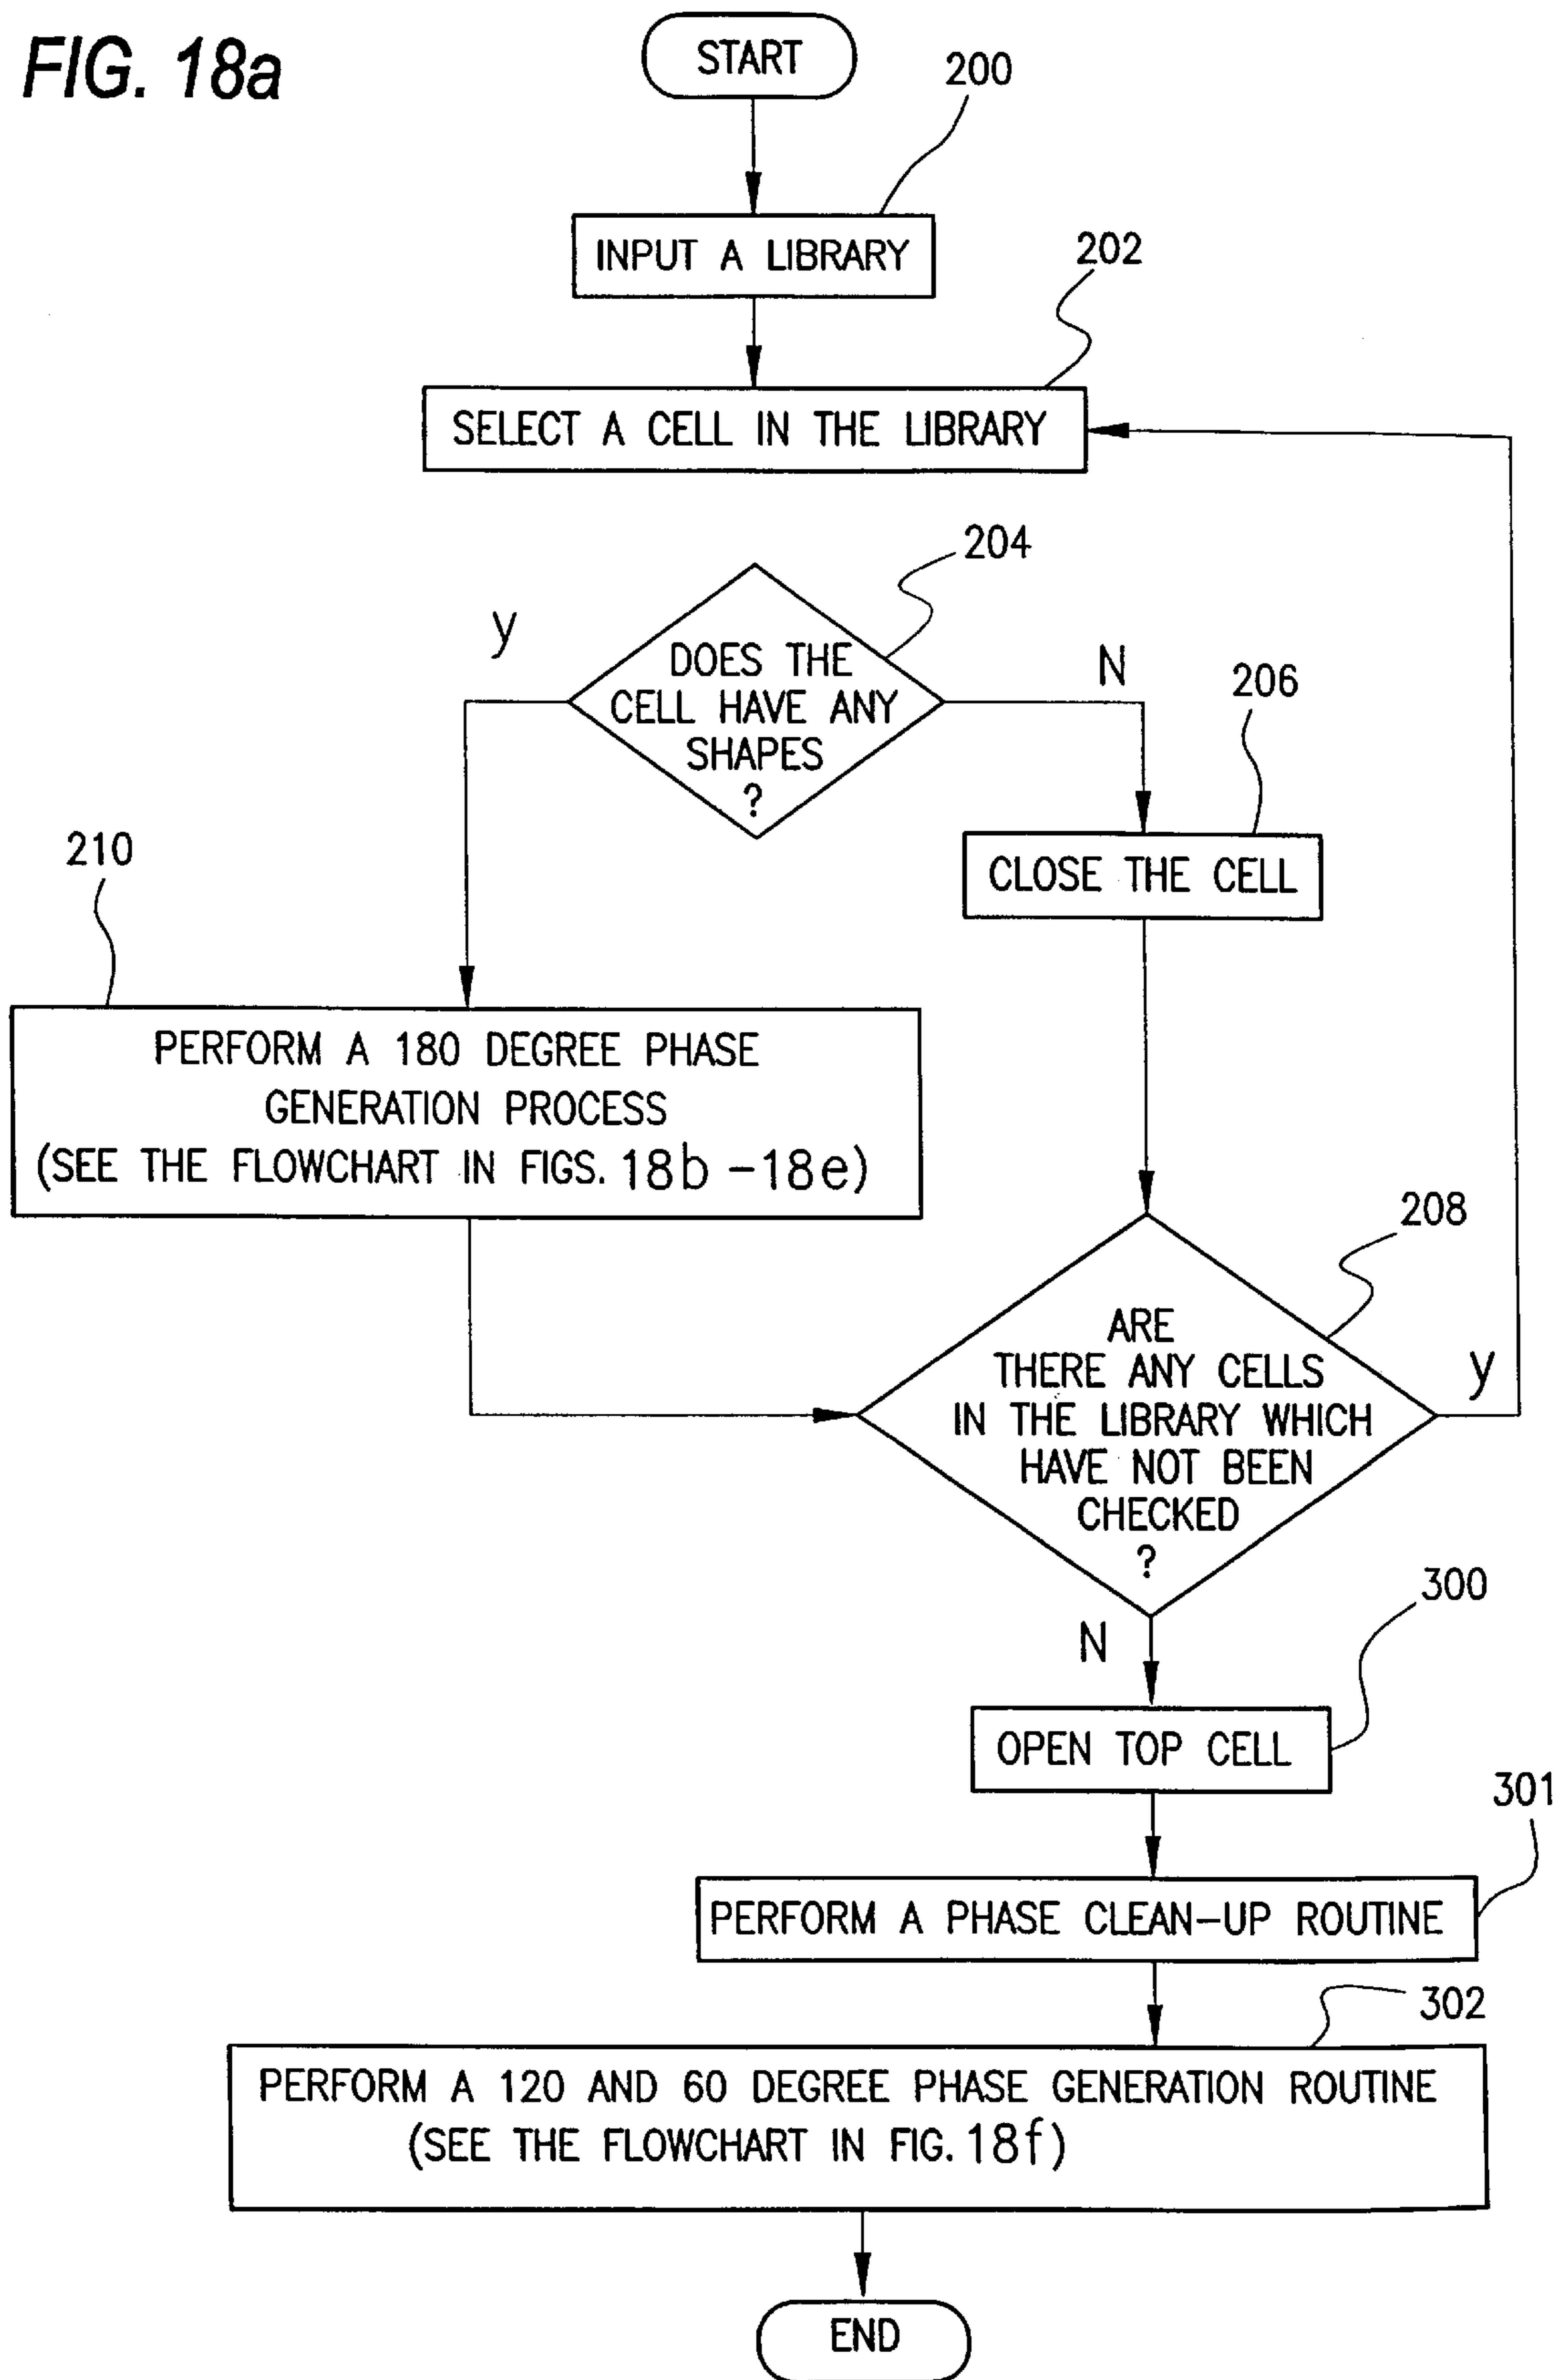 FIG. 18a
START
200
INPUT A LIBRARY
202
SELECT A CELL IN THE LIBRARY
204
y
DOES THE
CELL HAVE ANY
SHAPES
?
N
206
CLOSE THE CELL
210
PERFORM A 180 DEGREE PHASE
GENERATION PROCESS
(SEE THE FLOWCHART IN FIGS. 18b -18e)
208
ARE
THERE ANY CELLS
IN THE LIBRARY WHICH
HAVE NOT BEEN
CHECKED
?
y
N
300
OPEN TOP CELL
301
PERFORM A PHASE CLEAN-UP ROUTINE
302
PERFORM A 120 AND 60 DEGREE PHASE GENERATION ROUTINE
(SEE THE FLOWCHART IN FIG. 18f)
END